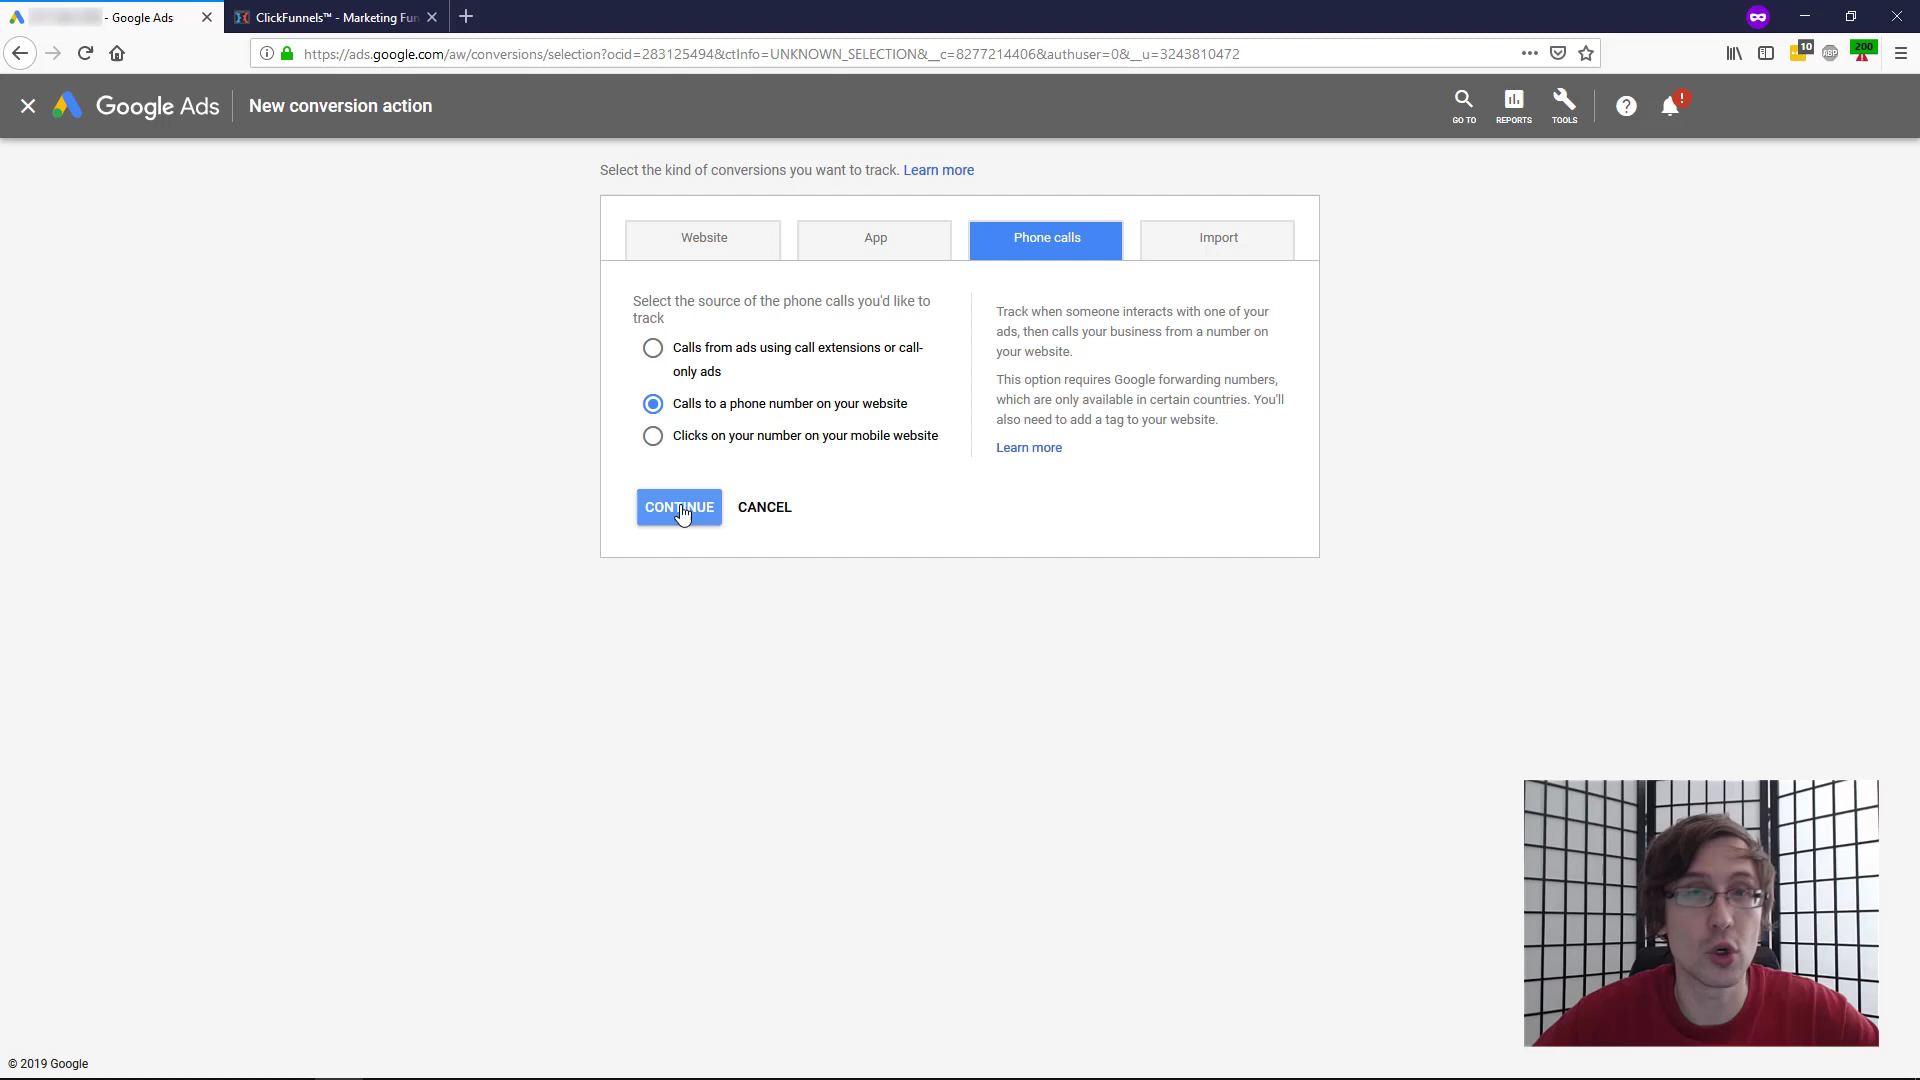 - Google Ads
ClickFunnels™ - Marketing Fun
https://ads.google.com/aw/conversions/selection?ocid=283125494&ctInfo=UNKNOWN_SELECTION&__c=8277214406&authuser=0&__u=3243810472
10
ABP
200
Google Ads
New conversion action
GO TO
REPORTS
TOOLS
Select the kind of conversions you want to track. Learn more
Website
App
Phone calls
Import
Select the source of the phone calls you'd like to
track
Calls from ads using call extensions or call-
only ads
Calls to a phone number on your website
Clicks on your number on your mobile website
Track when someone interacts with one of your
ads, then calls your business from a number on
your website.
This option requires Google forwarding numbers,
which are only available in certain countries. You'll
also need to add a tag to your website.
Learn more
CONTINUE
CANCEL
© 2019 Google